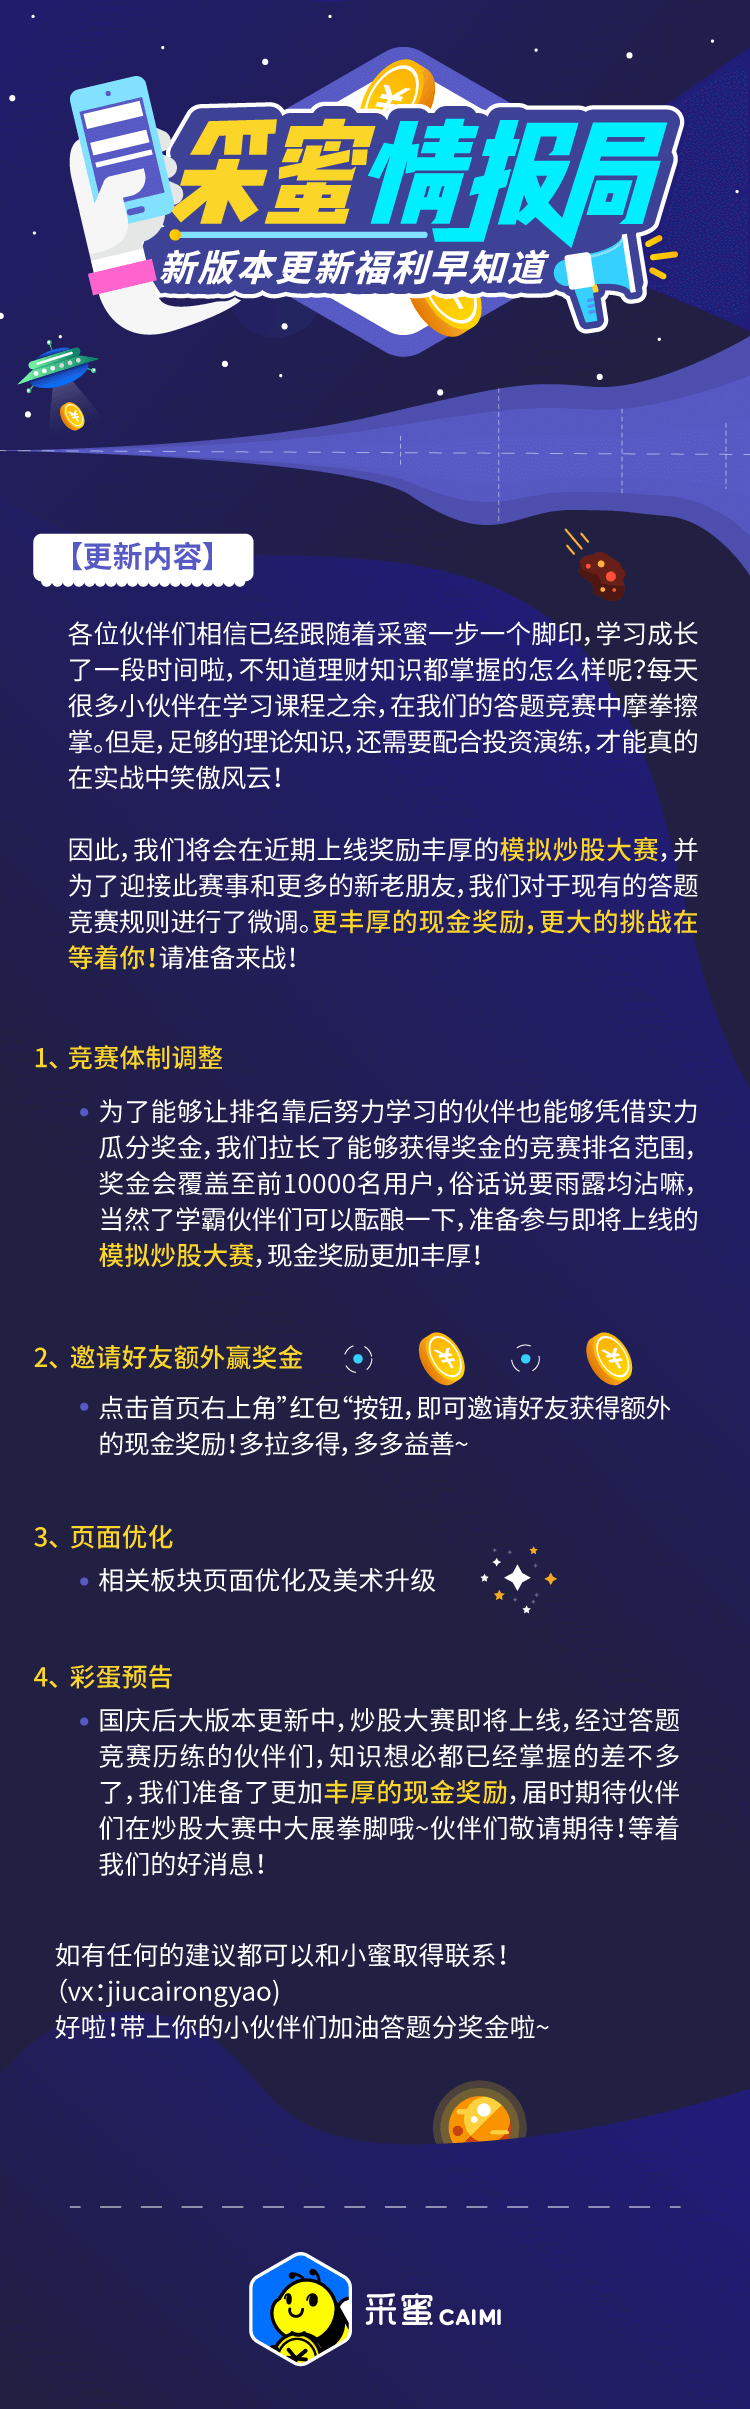 采蜜情报局
新版本更新福利早知道
【更新内容】
各位伙伴们相信已经跟随着采蜜一步一个脚印，学习成长
了一段时间啦，不知道理财知识都掌握的怎么样呢？每天
很多小伙伴在学习课程之余，在我们的答题竞赛中摩拳擦
掌。但是，足够的理论知识，还需要配合投资演练，才能真的
在实战中笑傲风云！
因此，我们将会在近期上线奖励丰厚的模拟炒股大赛，并
为了迎接此赛事和更多的新老朋友，我们对于现有的答题
竞赛规则进行了微调。更丰厚的现金奖励，更大的挑战在
等着你！请准备来战！
1、竞赛体制调整
为了能够让排名靠后努力学习的伙伴也能够凭借实力
瓜分奖金，我们拉长了能够获得奖金的竞赛排名范围，
奖金会覆盖至前10000名用户，俗话说要雨露均沾嘛，
当然了学霸伙伴们可以酝酿一下，准备参与即将上线的
模拟炒股大赛，现金奖励更加丰厚！
2、邀请好友额外赢奖金
点击首页右上角”红包“按钮，即可邀请好友获得额外
的现金奖励！多拉多得，多多益善~
3、页面优化
相关板块页面优化及美术升级
4、彩蛋预告
国庆后大版本更新中，炒股大赛即将上线，经过答题
竞赛历练的伙伴们，知识想必都已经掌握的差不多
了，我们准备了更加丰厚的现金奖励，届时期待伙伴
们在炒股大赛中大展拳脚哦~伙伴们敬请期待！等着
我们的好消息！
如有任何的建议都可以和小蜜取得联系！
（vx：jiucairongyao)
好啦！带上你的小伙伴们加油答题分奖金啦~
采蜜 CAIMI